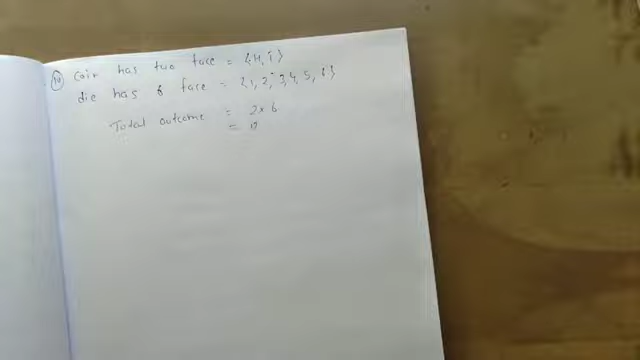 (14) Coin has two face = {H, T}
die has 6 face = {1, 2, 3, 4, 5, 6}
Total outcome = 2 × 6
= 12